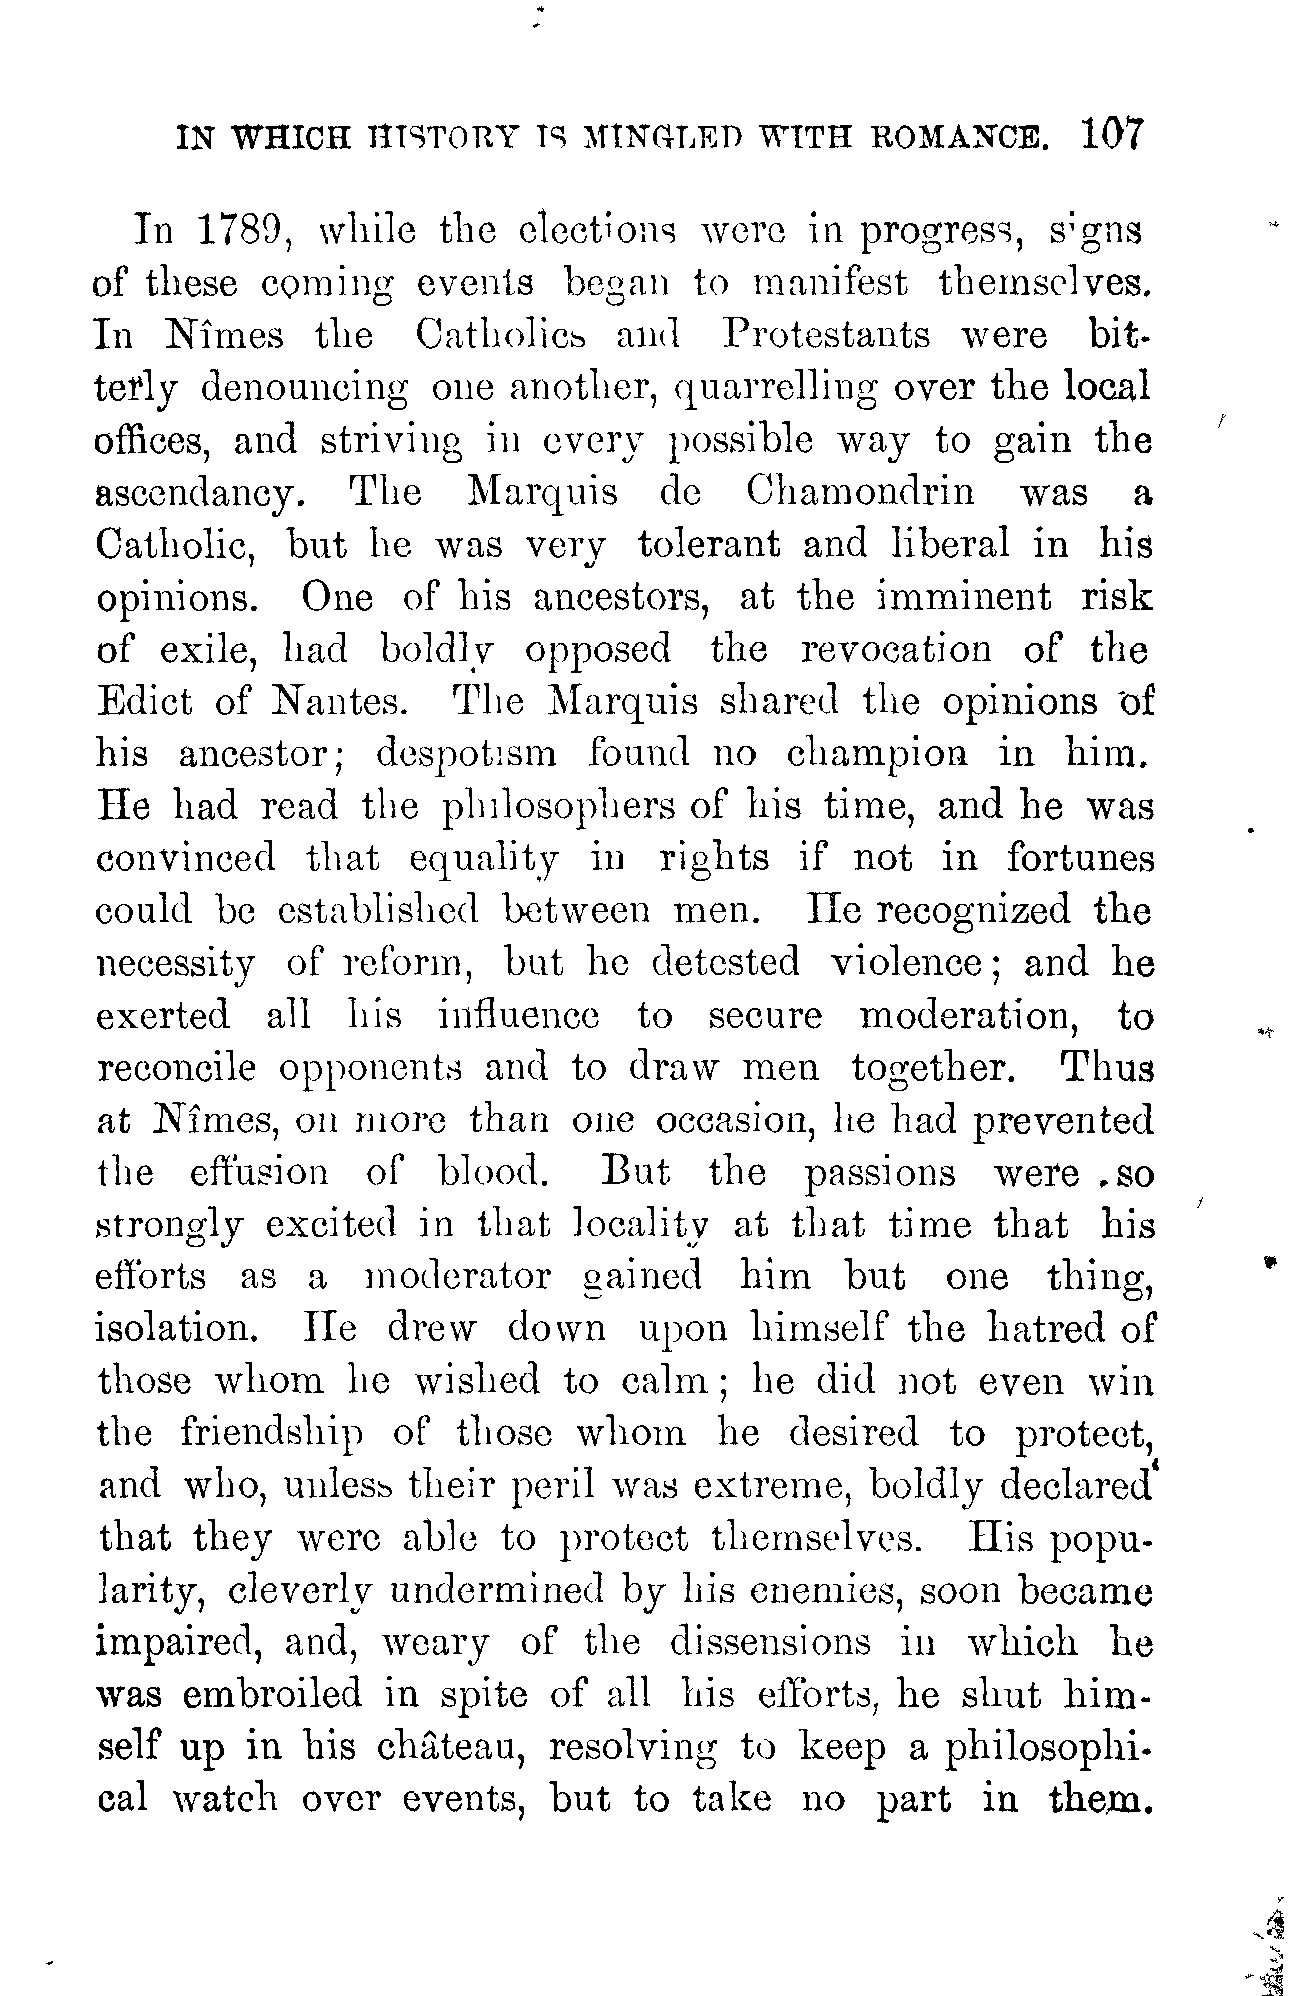 IN WHICH HISTORY IS MINGLED WITH ROMANCE. 107
In 1789, while the elections were in progress, signs
of these coming events began to manifest themselves.
In Nîmes the Catholics and Protestants were bit-
terly denouncing one another, quarrelling over the local
offices, and striving in every possible way to gain the
ascendancy. The Marquis de Chamondrin was a
Catholic, but he was very tolerant and liberal in his
opinions. One of his ancestors, at the imminent risk
of exile, had boldly opposed the revocation of the
Edict of Nantes. The Marquis shared the opinions of
his ancestor; despotism found no champion in him.
He had read the philosophers of his time, and he was
convinced that equality in rights if not in fortunes
could be established between men. He recognized the
necessity of reform, but he detested violence; and he
exerted all his influence to secure moderation, to
reconcile opponents and to draw men together. Thus
at Nîmes, on more than one occasion, he had prevented
the effusion of blood. But the passions were so
strongly excited in that locality at that time that his
efforts as a moderator gained him but one thing,
isolation. He drew down upon himself the hatred of
those whom he wished to calm; he did not even win
the friendship of those whom he desired to protect,
and who, unless their peril was extreme, boldly declared
that they were able to protect themselves. His popu-
larity, cleverly undermined by his enemies, soon became
impaired, and, weary of the dissensions in which he
was embroiled in spite of all his efforts, he shut him-
self up in his château, resolving to keep a philosophi-
cal watch over events, but to take no part in them.